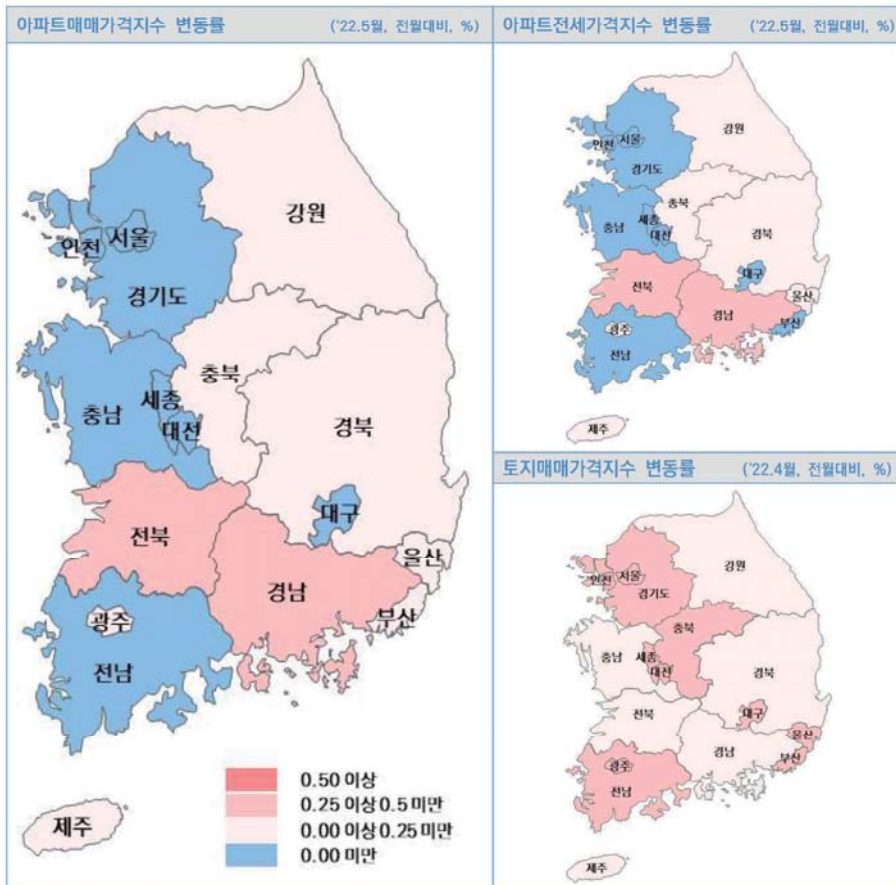 아파트매매가격지수 변동률 ('22.5월, 전월대비, %)
강원
인천 서울
경기도
충북
세종
충남
대전
경북
대구
전북
울산
경남
부산
광주
전남
제주
0.50 이상
0.25 이상 0.5 미만
0.00 이상 0.25 미만
0.00 미만
아파트전세가격지수 변동률 ('22.5월, 전월대비, %)
강원
인천 서울
경기도
충북
세종
충남
대전
경북
대구
전북
울산
경남
부산
광주
전남
제주
토지매매가격지수 변동률 ('22.4월, 전월대비, %)
강원
인천 서울
경기도
충북
충남 세종
대전
경북
대구
전북
울산
경남
부산
광주
전남
제주